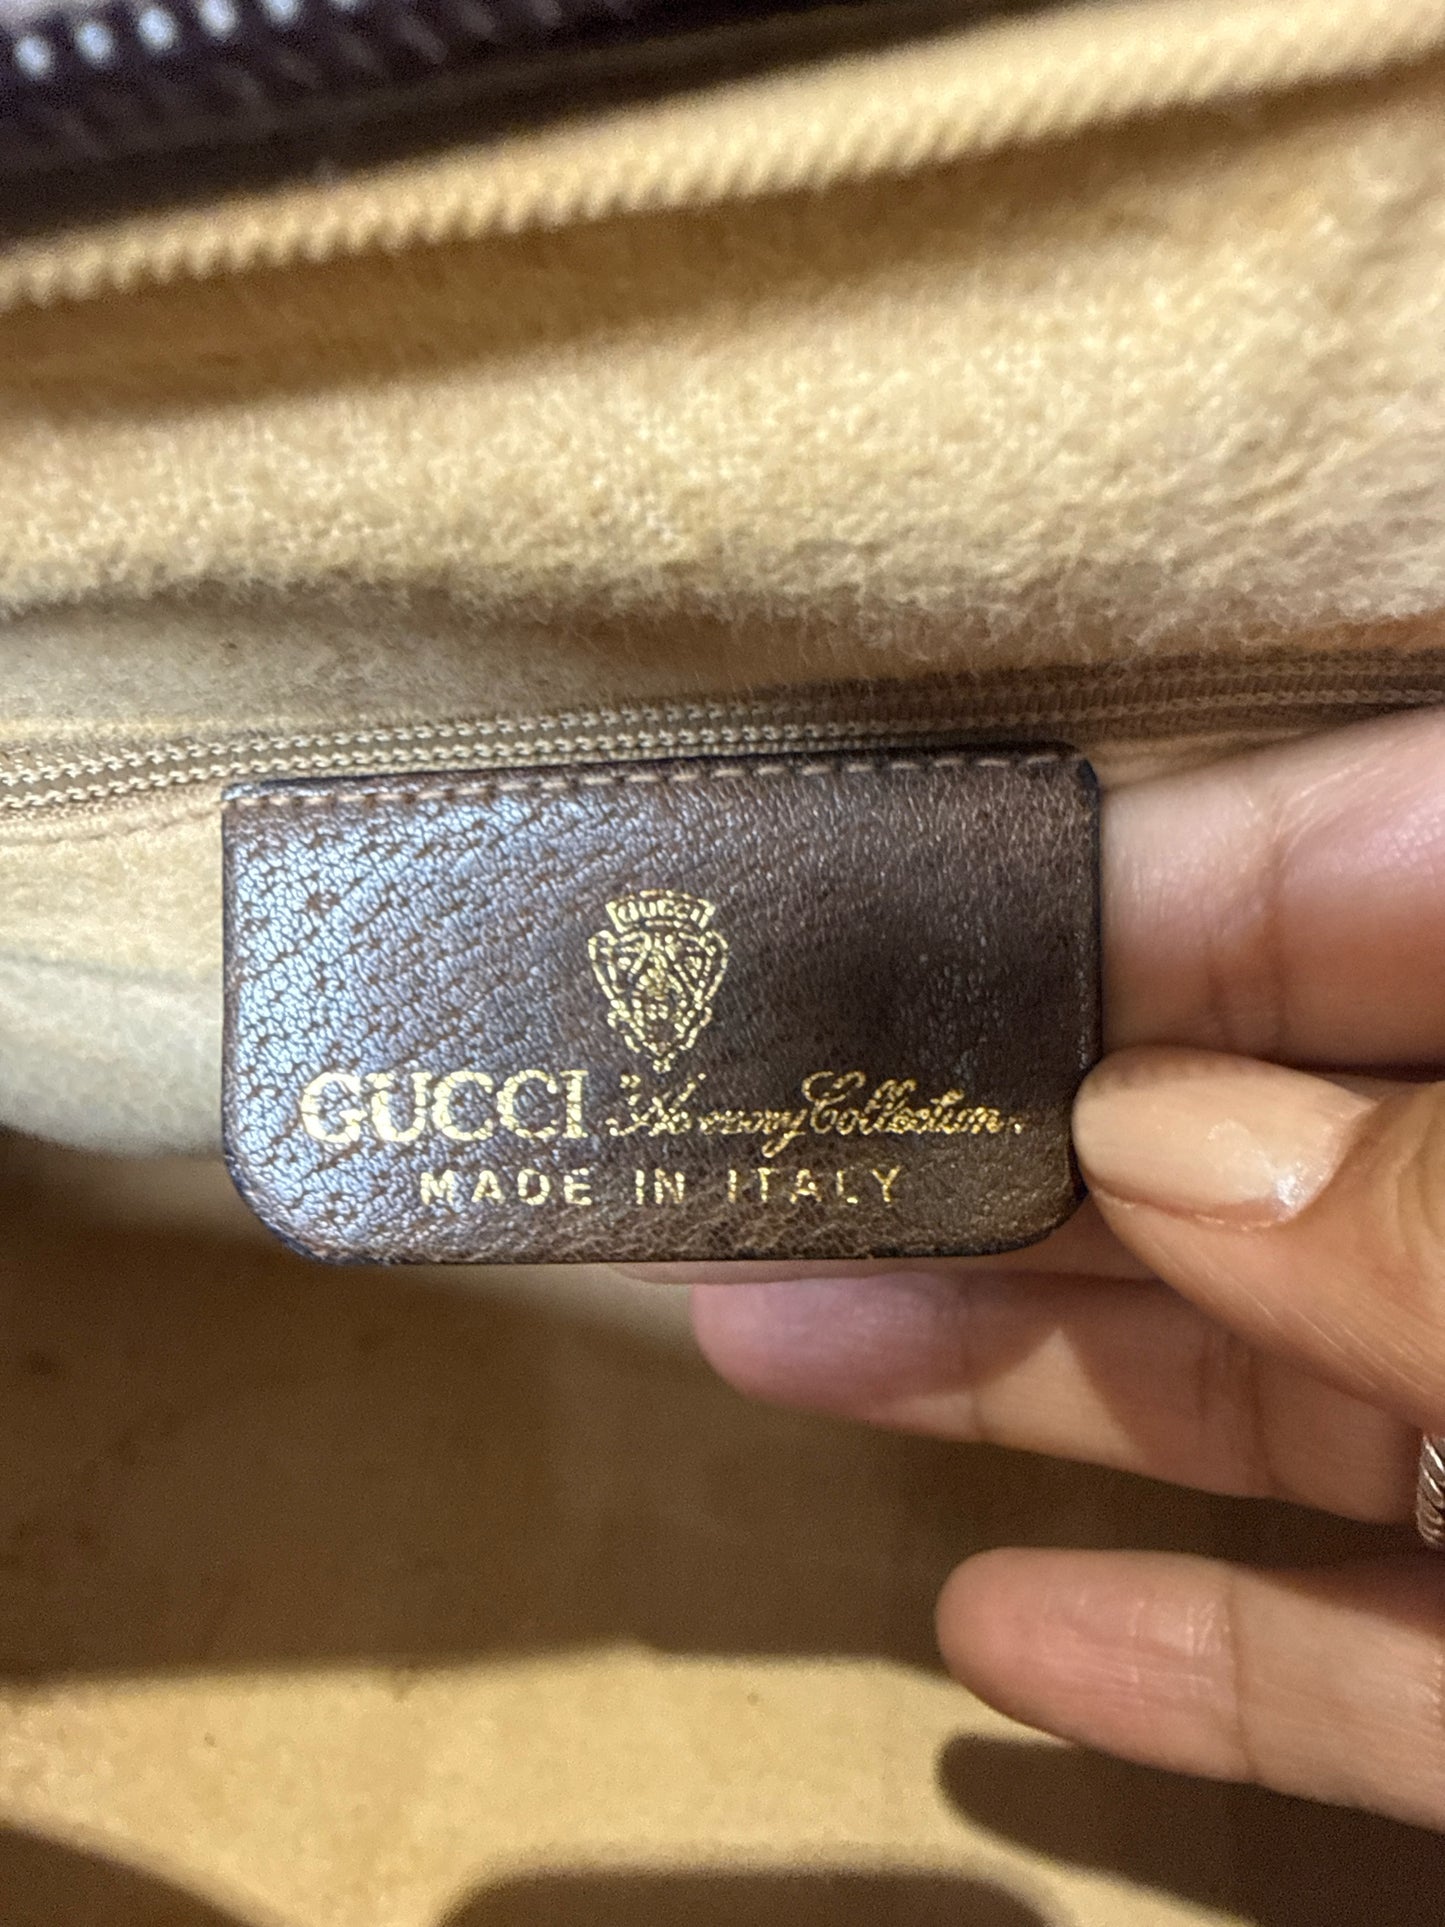 GUCCI
GUCCI "Accessory Collection"
MADE IN ITALY